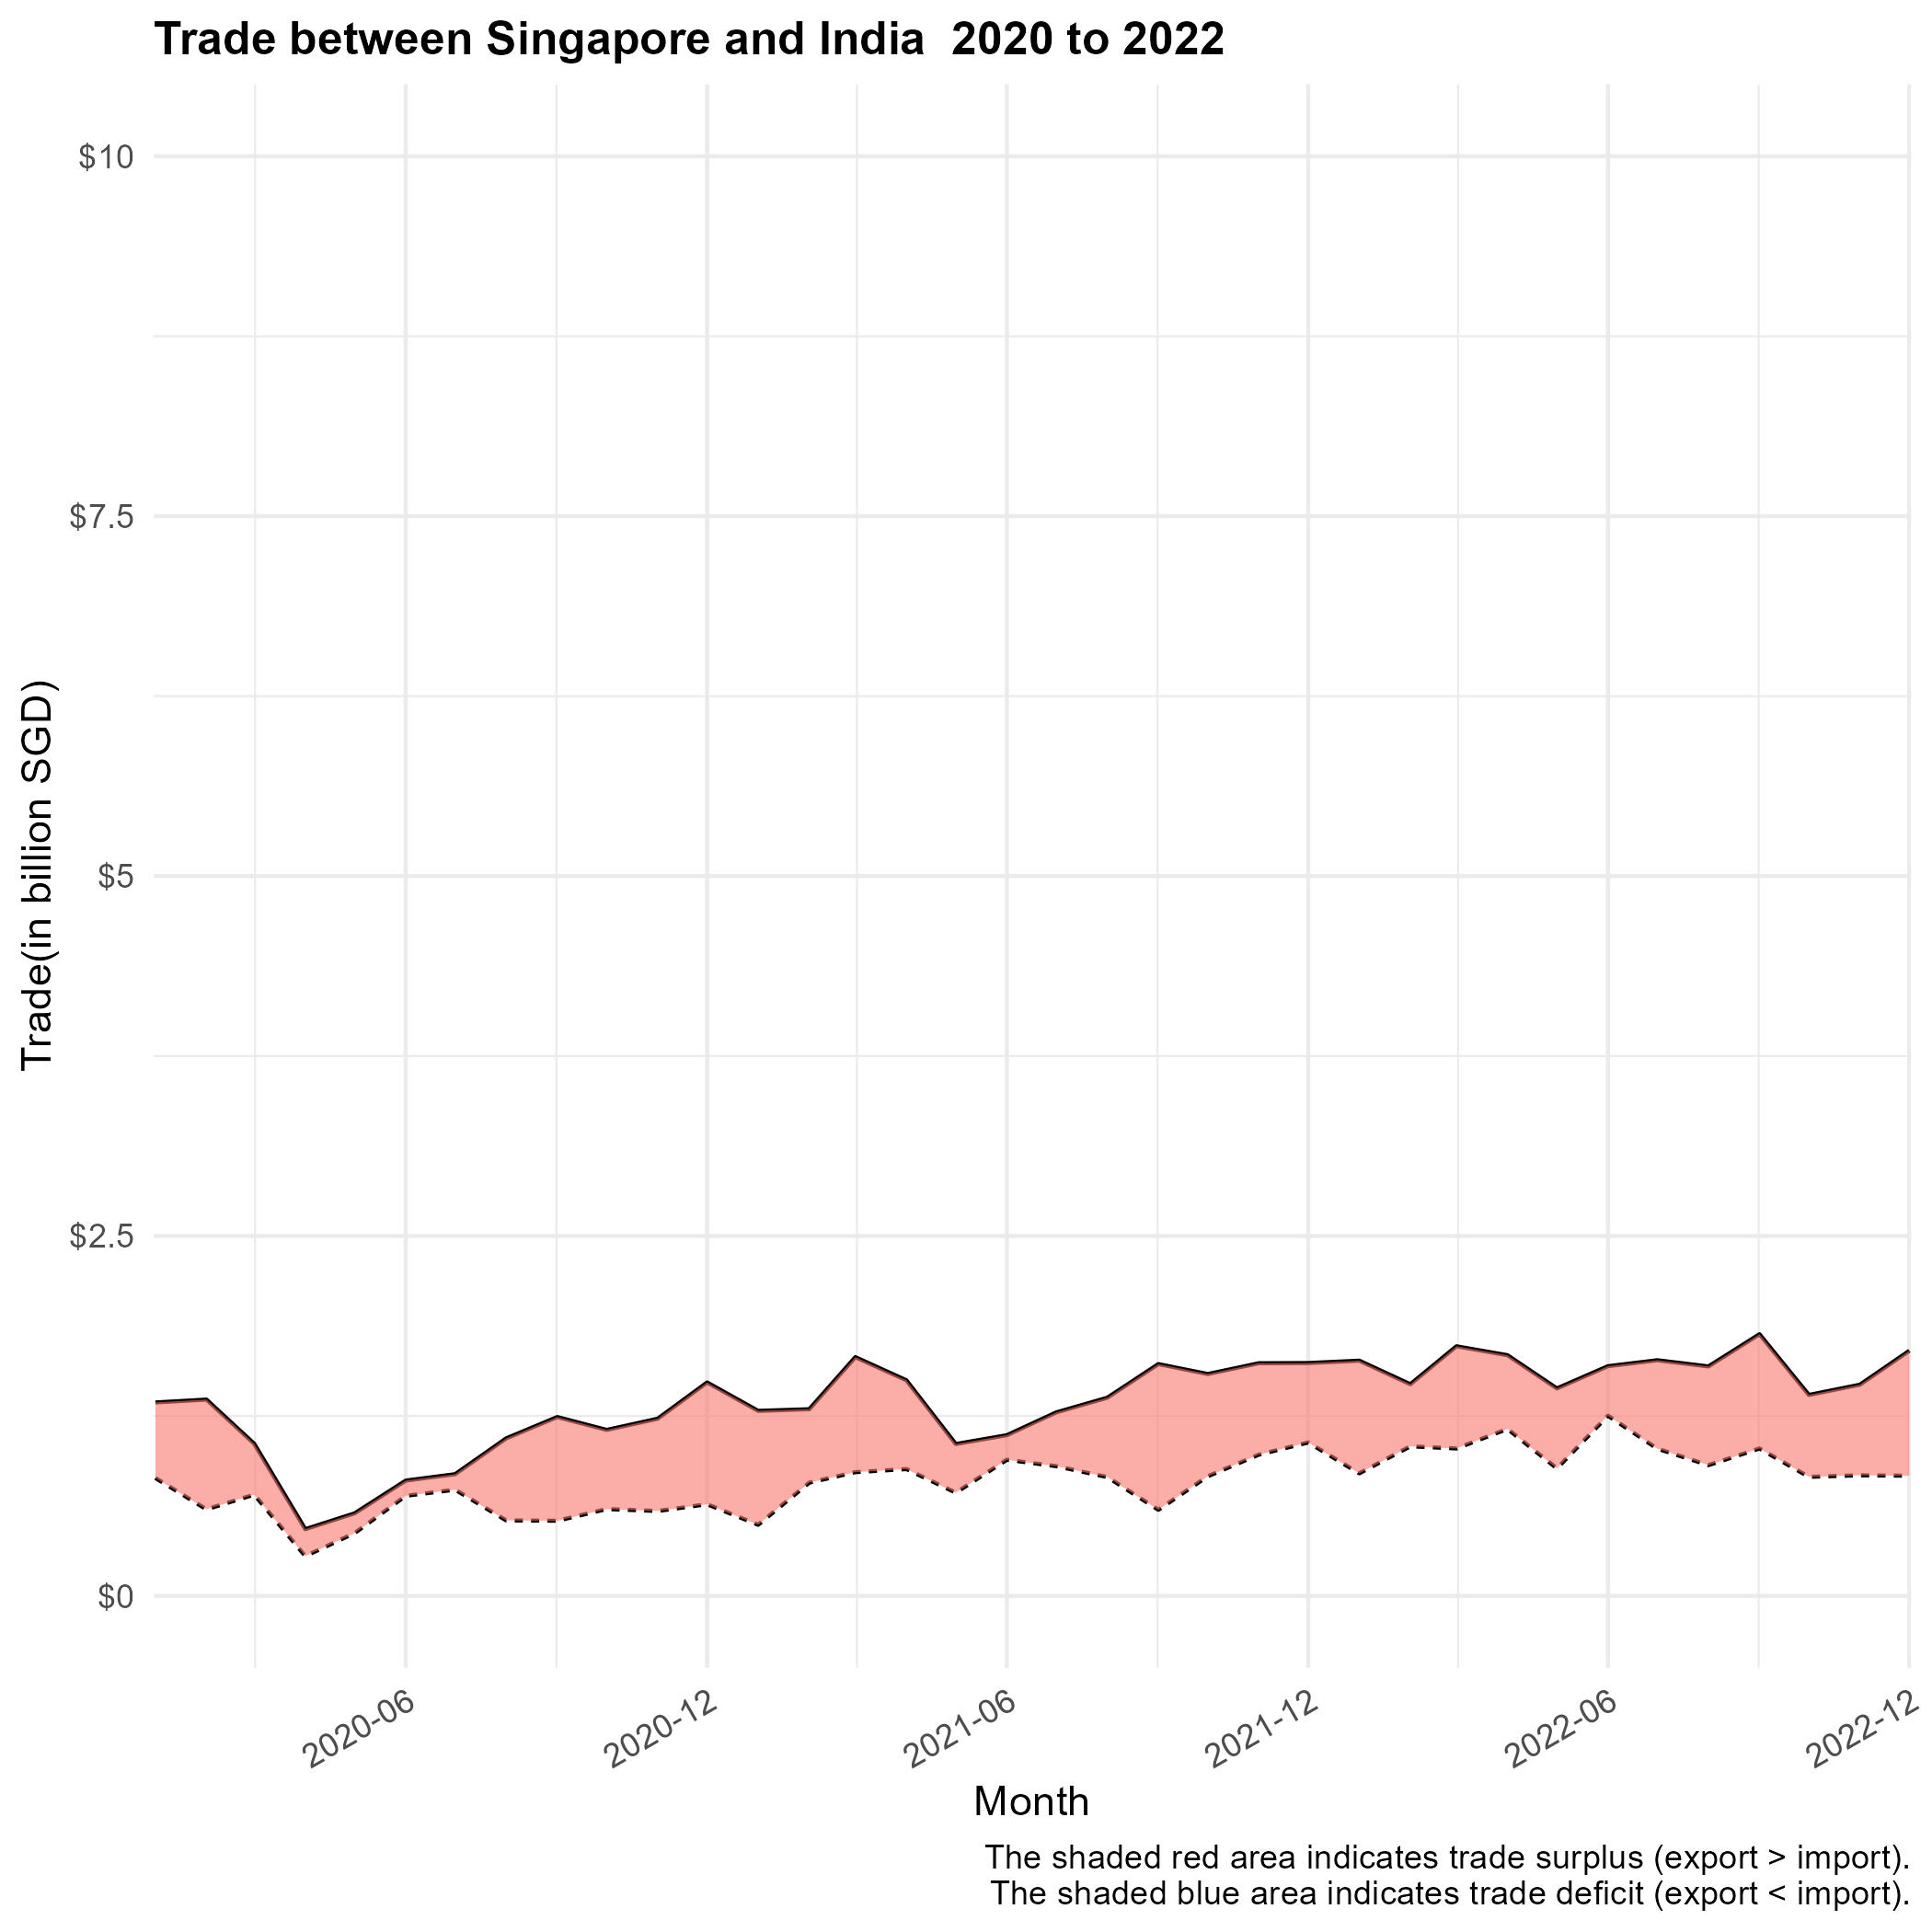 Trade between Singapore and India  2020 to 2022
Trade(in billion SGD)
$10
$7.5
$5
$2.5
$0
2020-06
2020-12
2021-06
2021-12
2022-06
2022-12
Month
The shaded red area indicates trade surplus (export > import).
The shaded blue area indicates trade deficit (export < import).